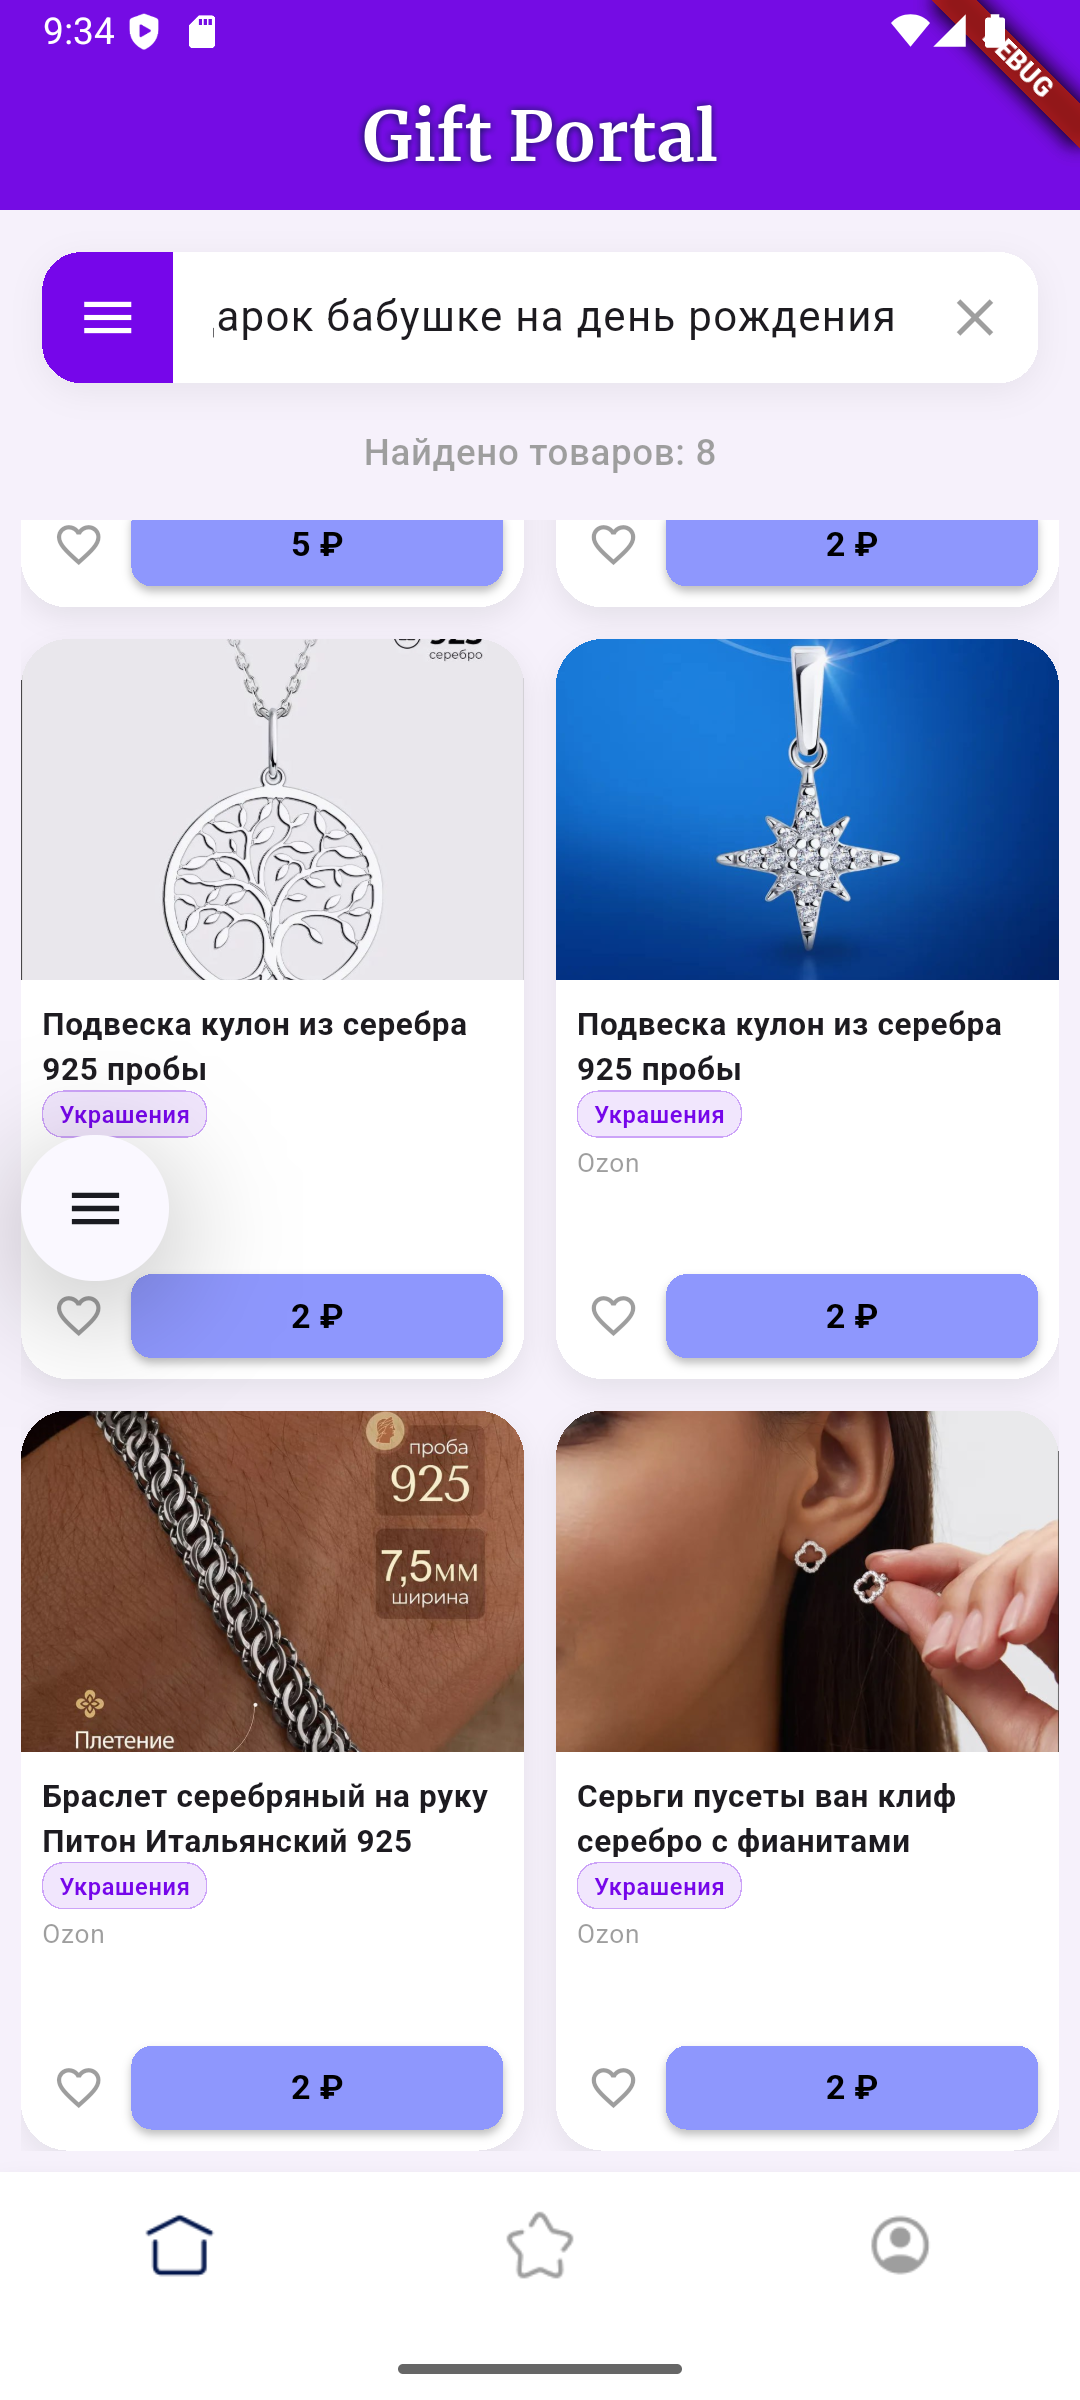 9:34
EBUG
Gift Portal
арок бабушке на день рождения
Найдено товаров: 8
5 ₽
2 ₽
925
серебро
Подвеска кулон из серебра
925 пробы
Украшения
2 ₽
Подвеска кулон из серебра
925 пробы
Украшения
Ozon
2 ₽
проба
925
7,5мм
ширина
Плетение
Браслет серебряный на руку
Питон Итальянский 925
Украшения
Ozon
2 ₽
Серьги пусеты ван клиф
серебро с фианитами
Украшения
Ozon
2 ₽